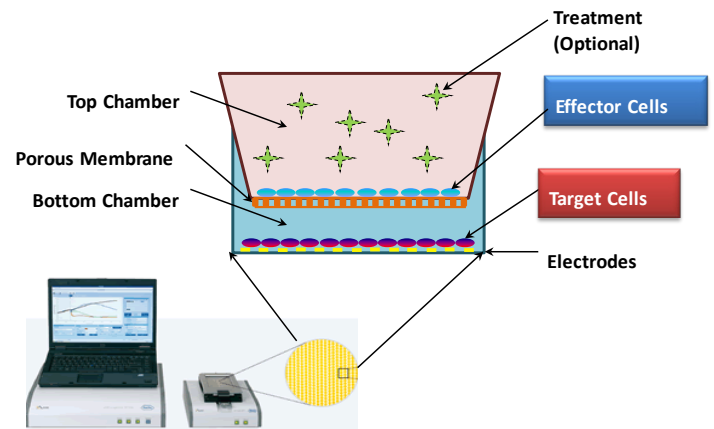 Treatment
(Optional)
Top Chamber
Effector Cells
Porous Membrane
Bottom Chamber
Target Cells
Electrodes